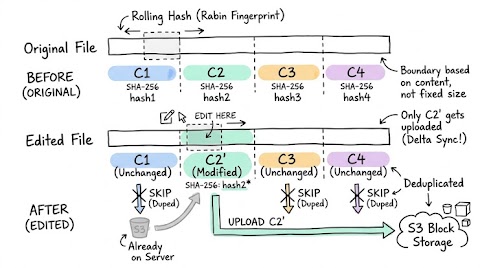 Rolling Hash (Rabin Fingerprint)
Original File
BEFORE
(ORIGINAL)
C1
SHA-256
hash1
C2
SHA-256
hash2
C3
SHA-256
hash3
C4
SHA-256
hash4
Boundary based
on content,
not fixed size
EDIT HERE
Edited File
Only C2' gets
uploaded
(Delta Sync!)
C1
(Unchanged)
C2'
(Modified)
SHA-256: hash2*
C3
(Unchanged)
C4
(Unchanged)
AFTER
(EDITED)
SKIP
(Duped)
SKIP
(Duped)
SKIP
(Duped)
Deduplicated
S3
Already
on Server
UPLOAD C2'
S3 Block
Storage